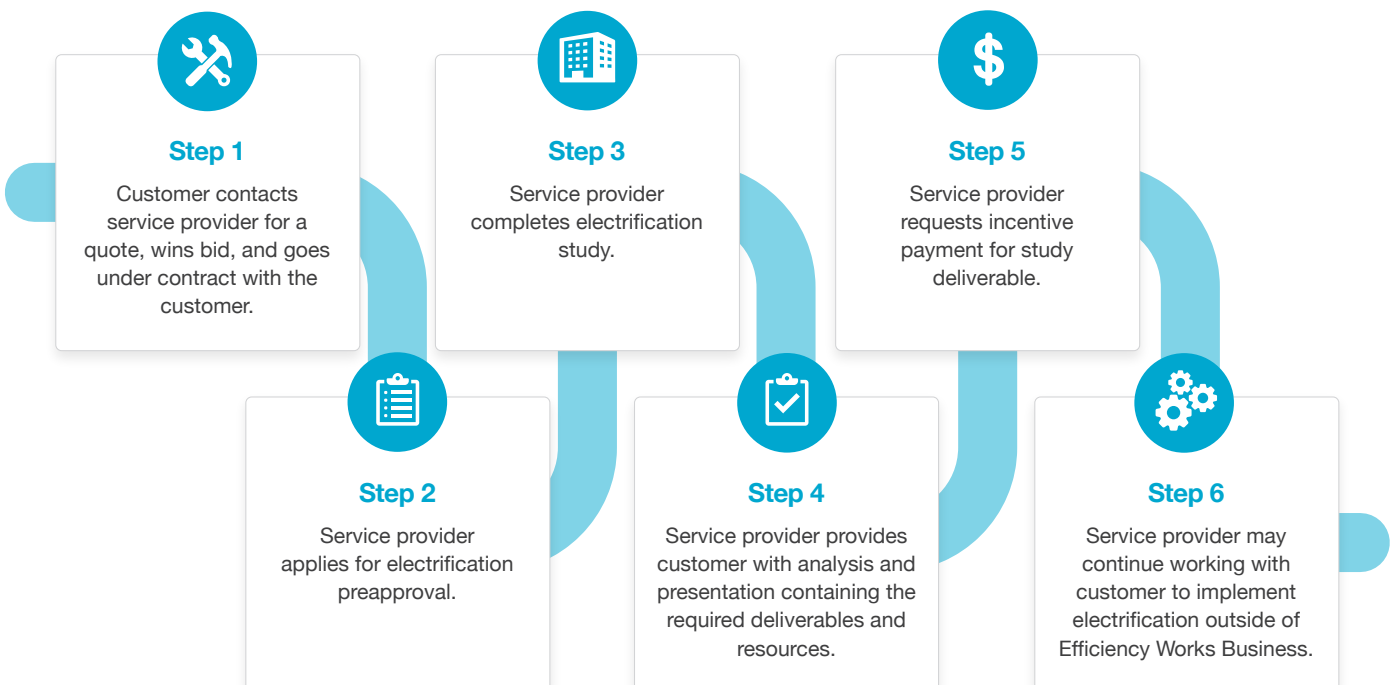 Step 1
Customer contacts
service provider for a
quote, wins bid, and goes
under contract with the
customer.
Step 2
Service provider
applies for electrification
preapproval.
Step 3
Service provider
completes electrification
study.
Step 4
Service provider provides
customer with analysis and
presentation containing the
required deliverables and
resources.
Step 5
Service provider
requests incentive
payment for study
deliverable.
Step 6
Service provider may
continue working with
customer to implement
electrification outside of
Efficiency Works Business.